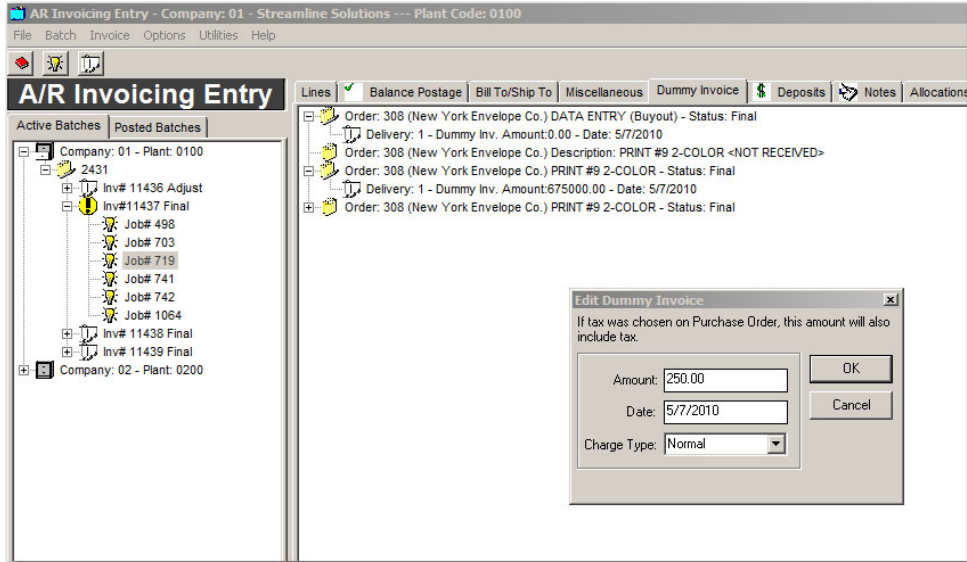 AR Invoicing Entry - Company: 01 - Streamline Solutions --- Plant Code: 0100
File Batch Invoice Options Utilities Help
A/R Invoicing Entry
Active Batches Posted Batches
Company: 01 - Plant: 0100
2431
Inv# 11436 Adjust
Inv#11437 Final
Job# 498
Job# 703
Job# 719
Job# 741
Job# 742
Job# 1064
Inv# 11438 Final
Inv# 11439 Final
Company: 02 - Plant: 0200
Lines Balance Postage Bill To/Ship To Miscellaneous Dummy Invoice $ Deposits Notes Allocations
Order: 308 (New York Envelope Co.) DATA ENTRY (Buyout) - Status: Final
Delivery: 1 - Dummy Inv. Amount:0.00 - Date: 5/7/2010
Order: 308 (New York Envelope Co.) Description: PRINT #9 2-COLOR <NOT RECEIVED>
Order: 308 (New York Envelope Co.) PRINT #9 2-COLOR - Status: Final
Delivery: 1 - Dummy Inv. Amount:675000.00 - Date: 5/7/2010
Order: 308 (New York Envelope Co.) PRINT #9 2-COLOR - Status: Final
Edit Dummy Invoice
If tax was chosen on Purchase Order, this amount will also
include tax.
Amount: 250.00
Date: 5/7/2010
Charge Type: Normal
OK
Cancel